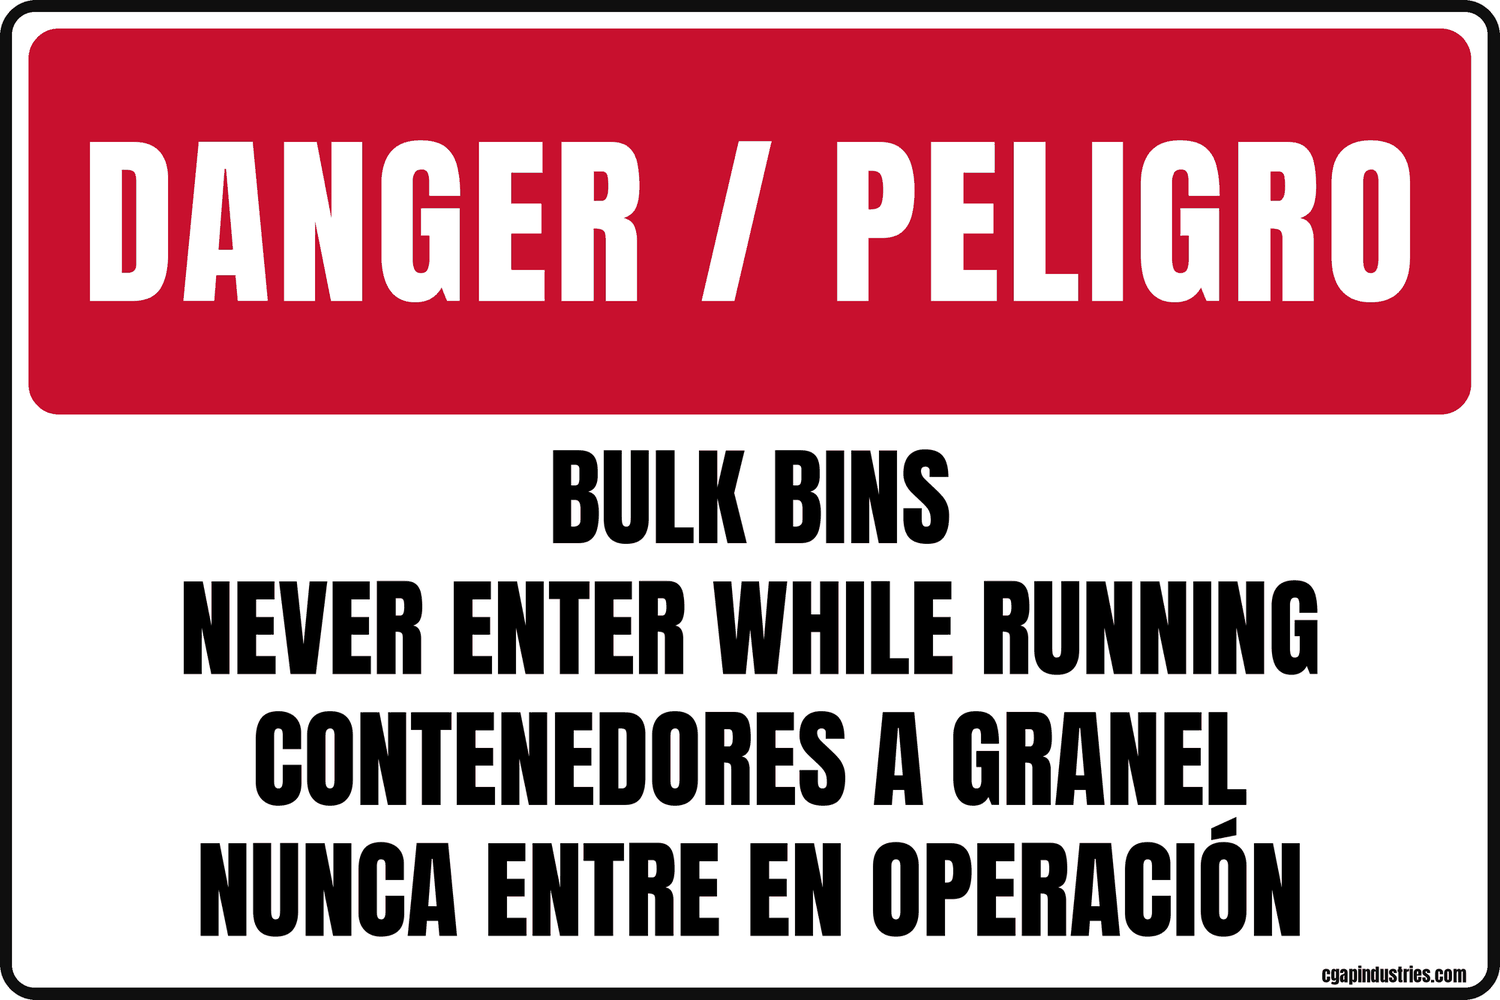 DANGER / PELIGRO
BULK BINS
NEVER ENTER WHILE RUNNING
CONTENEDORES A GRANEL
NUNCA ENTRE EN OPERACIÓN
cgapindustries.com